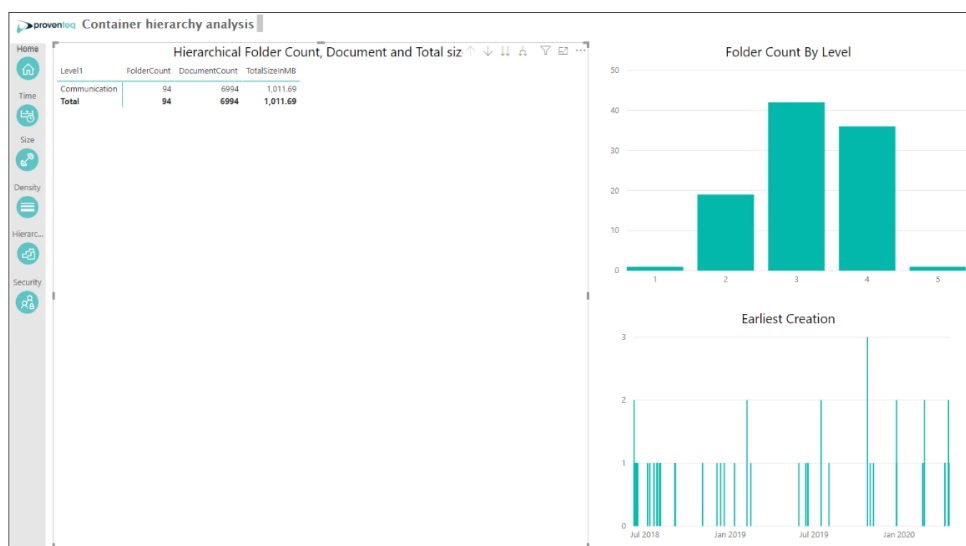 proventeq Container hierarchy analysis
Home
Time
Size
Density
Hierarc...
Security
Hierarchical Folder Count, Document and Total siz
Level1 FolderCount DocumentCount TotalSizeinMB
Communication 94 6994 1,011.69
Total 94 6994 1,011.69
Folder Count By Level
50
40
30
20
10
0
1 2 3 4 5
Earliest Creation
3
2
1
0
Jul 2018 Jan 2019 Jul 2019 Jan 2020